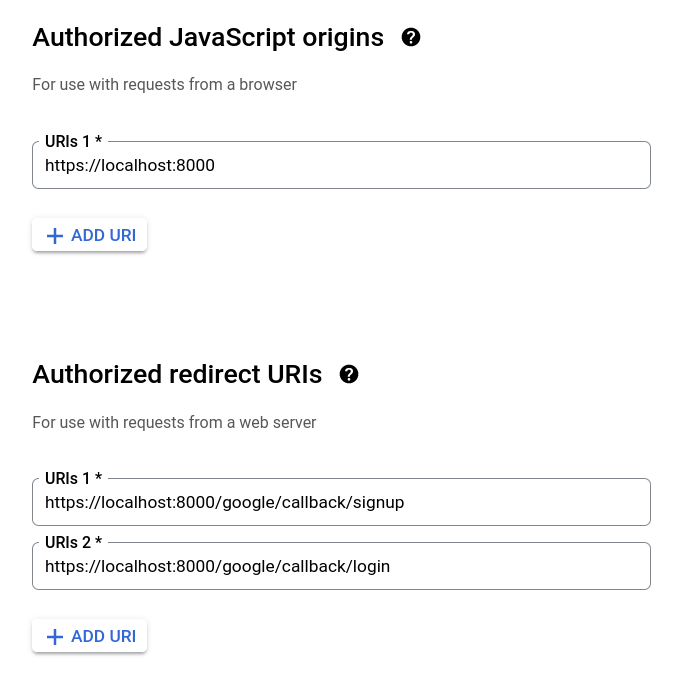 Authorized JavaScript origins
For use with requests from a browser
URIs 1 *
https://localhost:8000
ADD URI
Authorized redirect URIs
For use with requests from a web server
URIs 1 *
https://localhost:8000/google/callback/signup
URIs 2 *
https://localhost:8000/google/callback/login
ADD URI